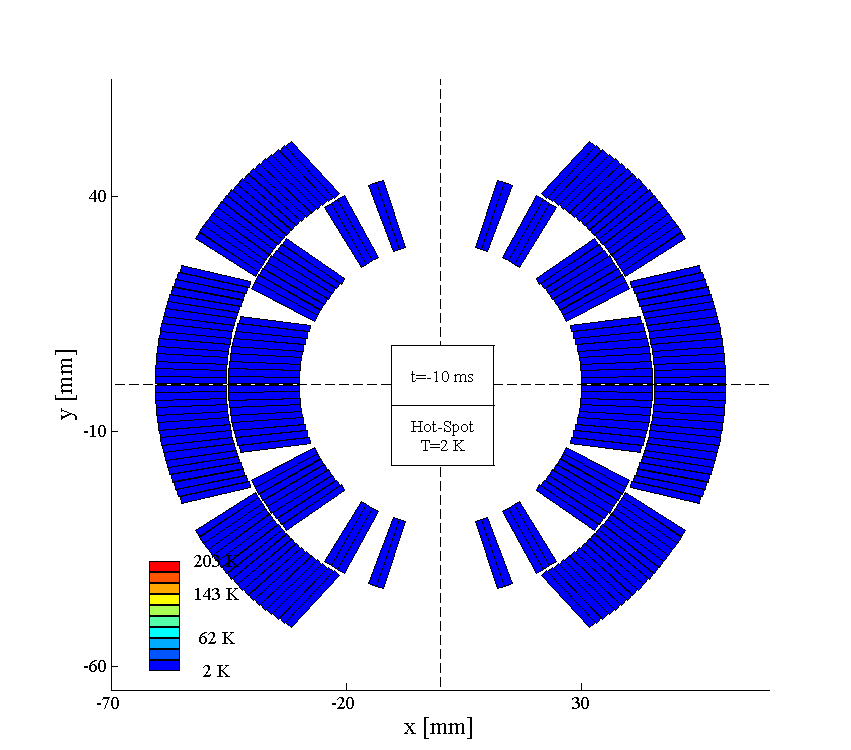 40
y [mm]
t=-10 ms
-10
Hot-Spot
T=2 K
203 K
143 K
62 K
2 K
-60
-70
-20
30
x [mm]